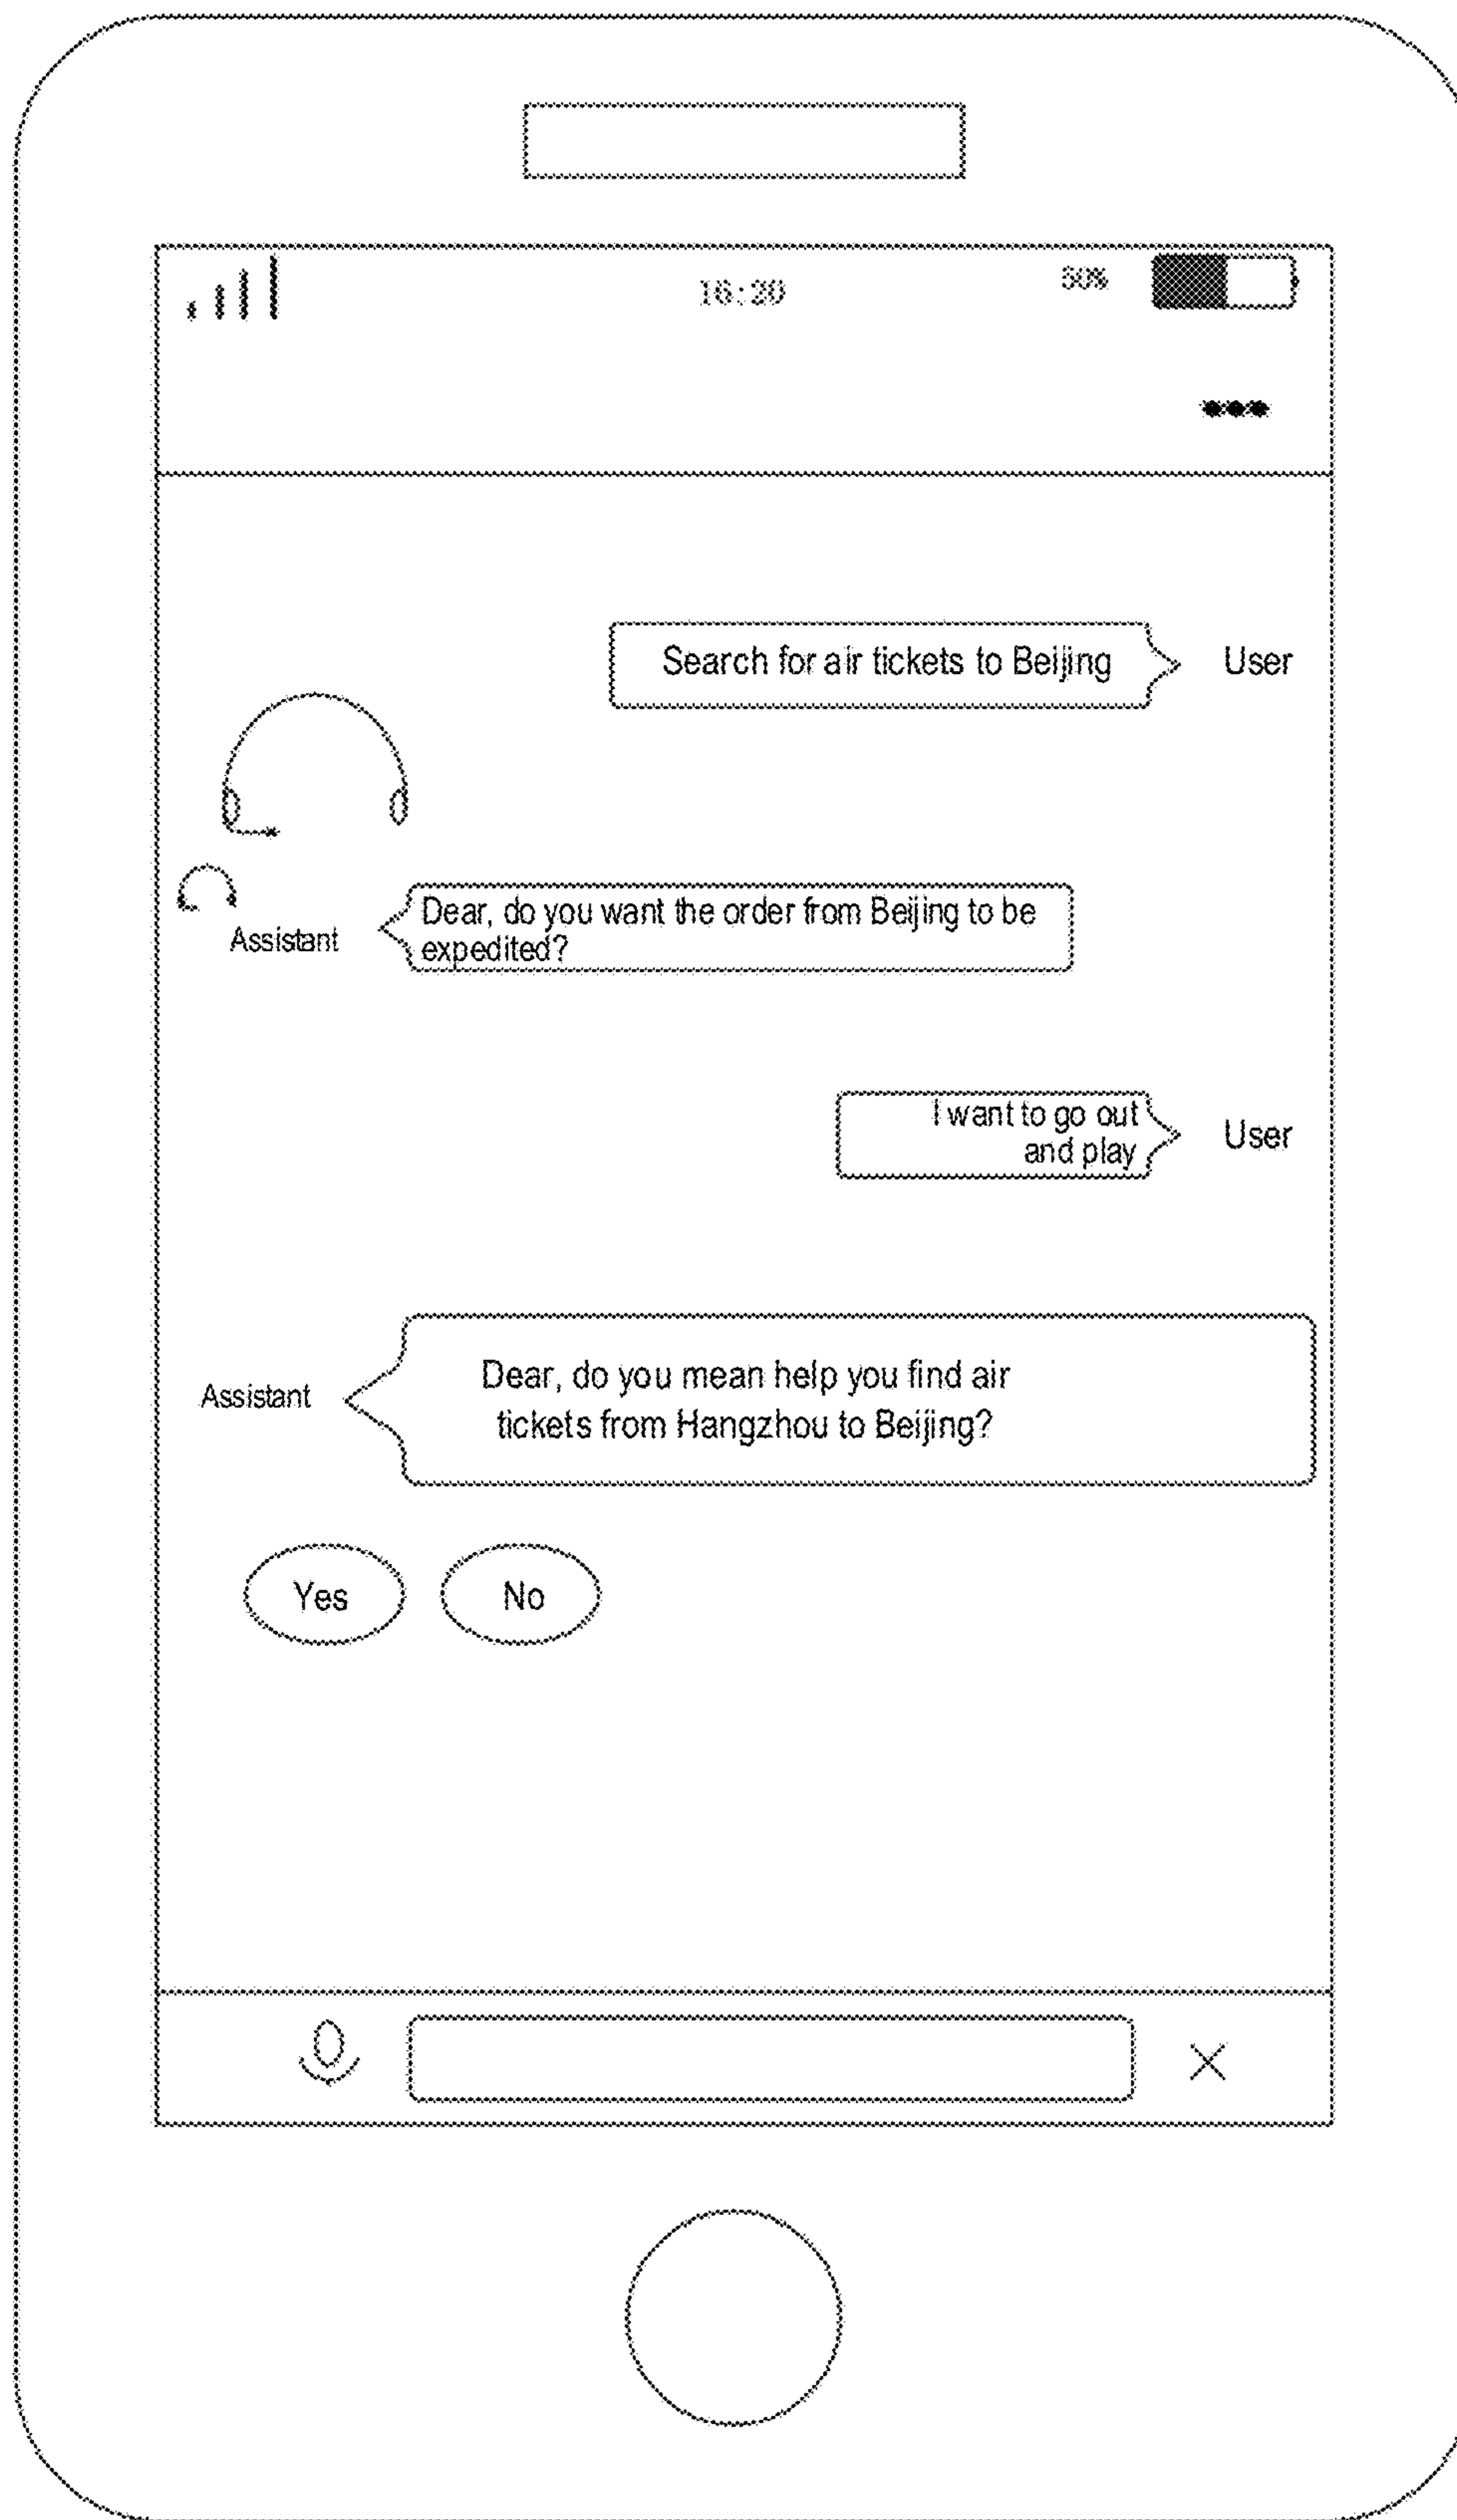 16:20
50%
Search for air tickets to Beijing
User
Dear, do you want the order from Beijing to be
expedited?
Assistant
I want to go out
and play
User
Dear, do you mean help you find air
tickets from Hangzhou to Beijing?
Assistant
Yes
No